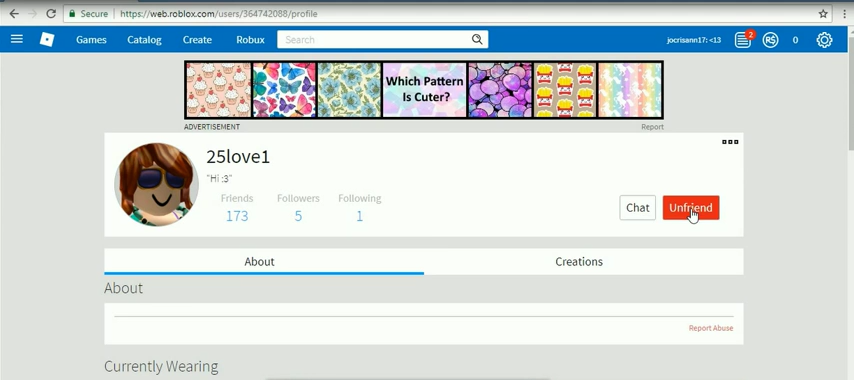 Secure https://web.roblox.com/users/364742088/profile
Games Catalog Create Robux Search jocrisann17: <13 2 R$ 0
Which Pattern
Is Cuter?
ADVERTISEMENT Report
25love1
"Hi :3"
Friends Followers Following
173 5 1
Chat Unfriend
About Creations
About
Report Abuse
Currently Wearing